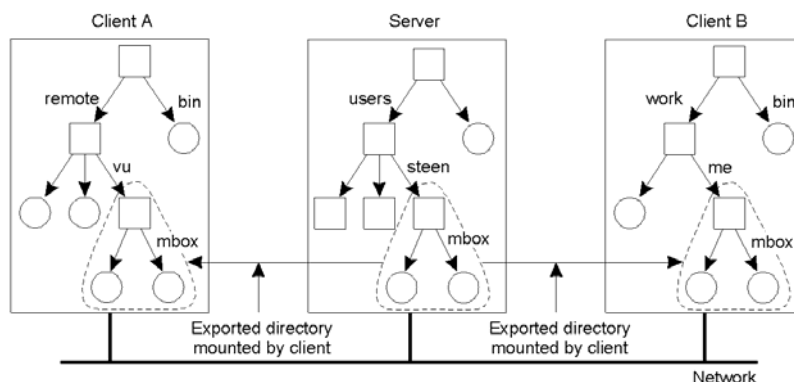 Client A
Server
Client B
remote
bin
users
work
bin
vu
steen
me
mbox
mbox
mbox
Exported directory
mounted by client
Exported directory
mounted by client
Network